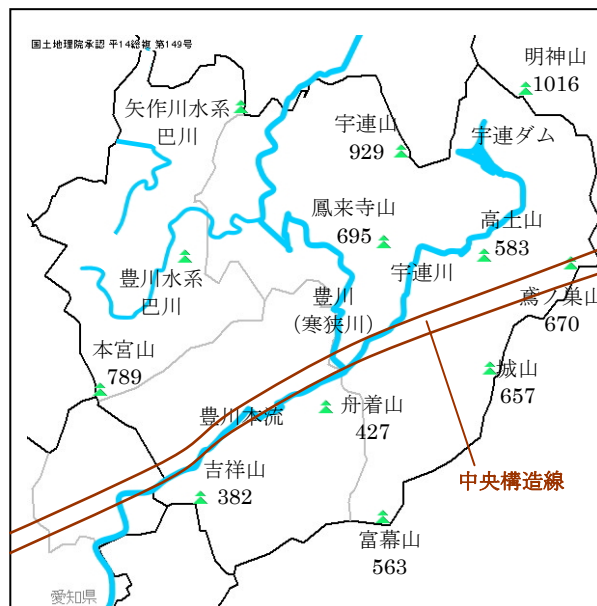 国土地理院承認 平14総複 第149号
明神山
1016
矢作川水系
巴川
宇連山
929
宇連ダム
鳳来寺山
695
高土山
583
宇連川
豊川水系
巴川
豊川
（寒狭川）
鳶ノ巣山
670
本宮山
789
城山
657
舟着山
427
豊川本流
吉祥山
382
中央構造線
富幕山
563
愛知県